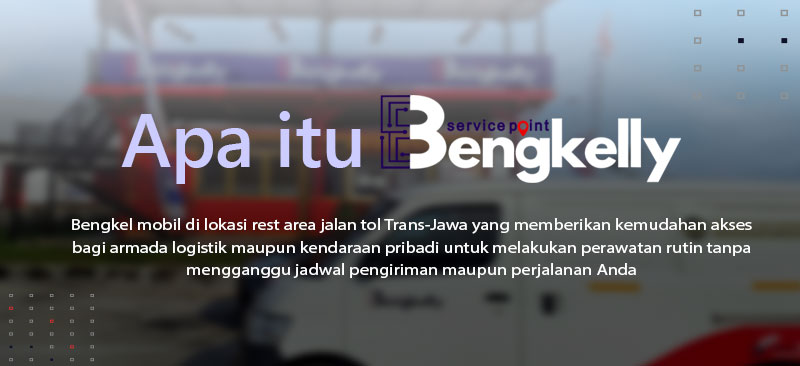 Bengkelly
Apa itu
service point
Bengkelly
Bengkel mobil di lokasi rest area jalan tol Trans-Jawa yang memberikan kemudahan akses
bagi armada logistik maupun kendaraan pribadi untuk melakukan perawatan rutin tanpa
mengganggu jadwal pengiriman maupun perjalanan Anda